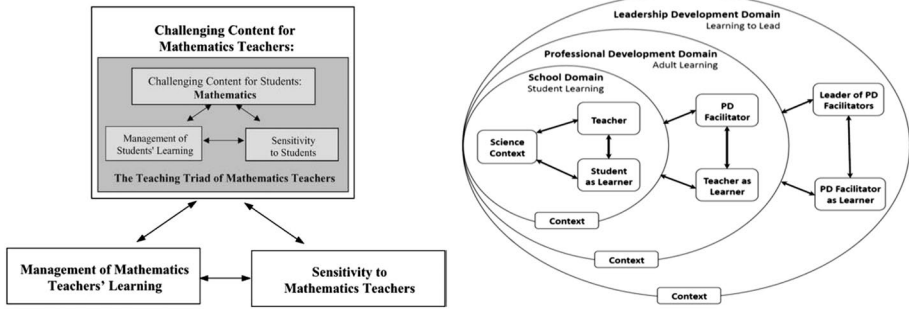 Challenging Content for
Mathematics Teachers:
Challenging Content for Students:
Mathematics
Management of
Students' Learning
Sensitivity
to Students
The Teaching Triad of Mathematics Teachers
Management of Mathematics
Teachers' Learning
Sensitivity to
Mathematics Teachers
Leadership Development Domain
Learning to Lead
Professional Development Domain
Adult Learning
School Domain
Student Learning
Science
Context
Teacher
Student
as Learner
Context
PD
Facilitator
Teacher as
Learner
Context
Leader of PD
Facilitators
PD Facilitator
as Learner
Context